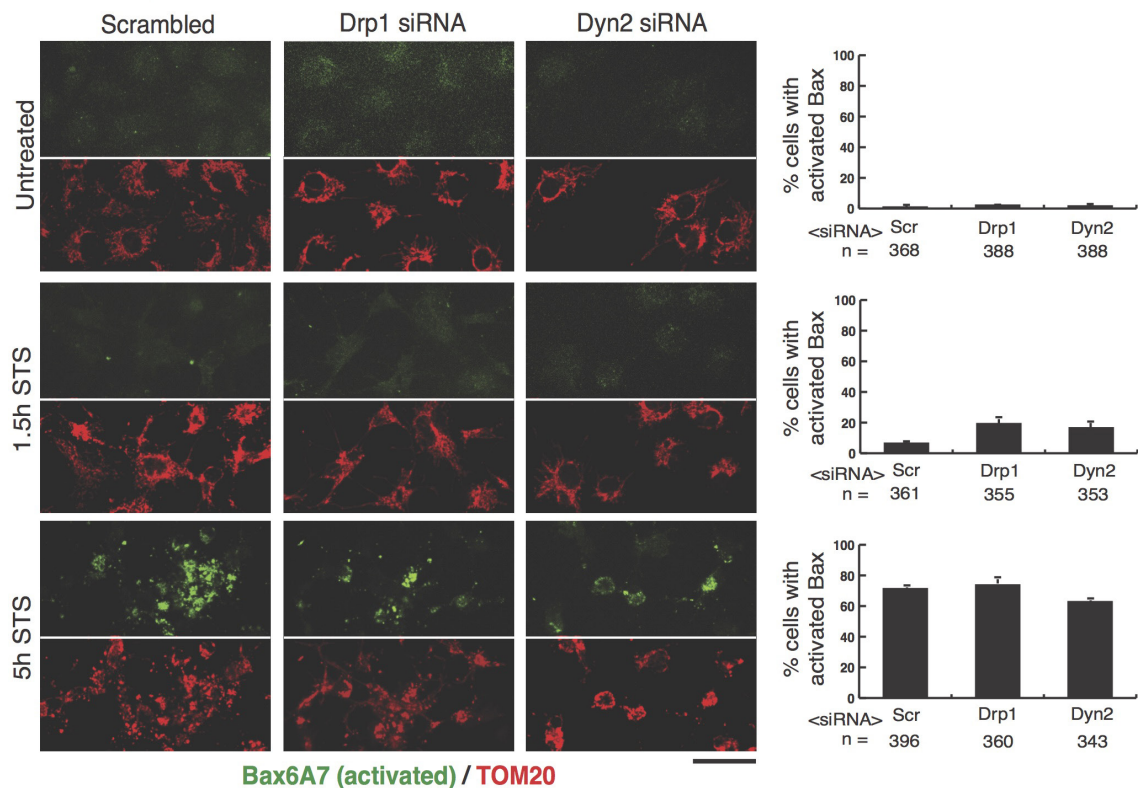 Scrambled Drp1 siRNA Dyn2 siRNA
Untreated
% cells with
activated Bax
100
80
60
40
20
0
<siRNA> Scr Drp1 Dyn2
n = 368 388 388
1.5h STS
% cells with
activated Bax
100
80
60
40
20
0
<siRNA> Scr Drp1 Dyn2
n = 361 355 353
5h STS
% cells with
activated Bax
100
80
60
40
20
0
<siRNA> Scr Drp1 Dyn2
n = 396 360 343
Bax6A7 (activated) / TOM20